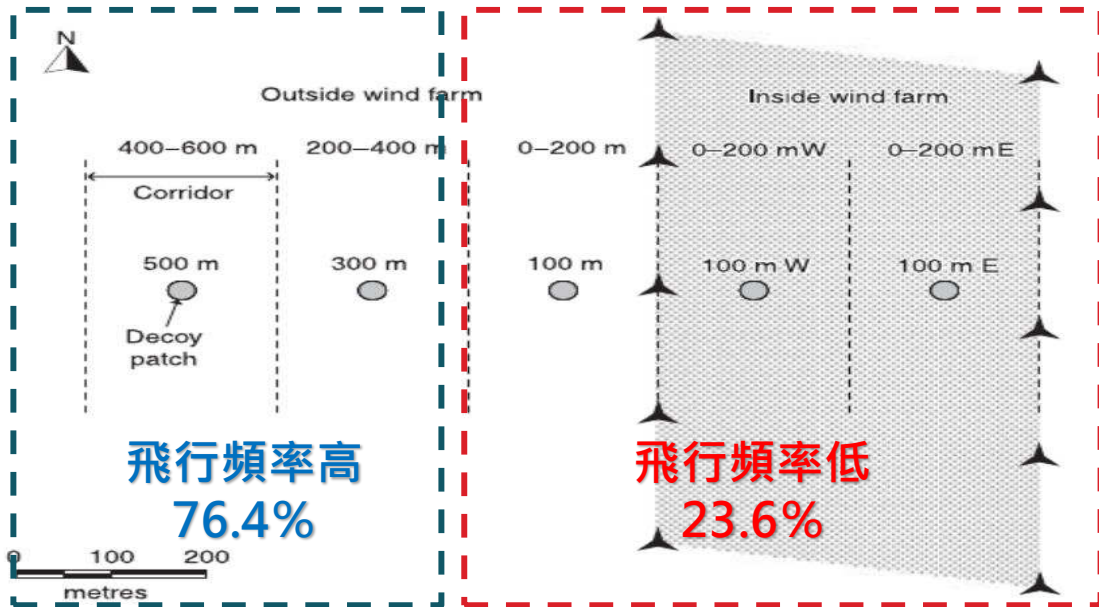 N
Outside wind farm
Inside wind farm
400–600 m
200–400 m
0–200 m
0–200 mW
0–200 mE
Corridor
500 m
300 m
100 m
100 m W
100 m E
Decoy
patch
飛行頻率高
76.4%
飛行頻率低
23.6%
0 100 200
metres